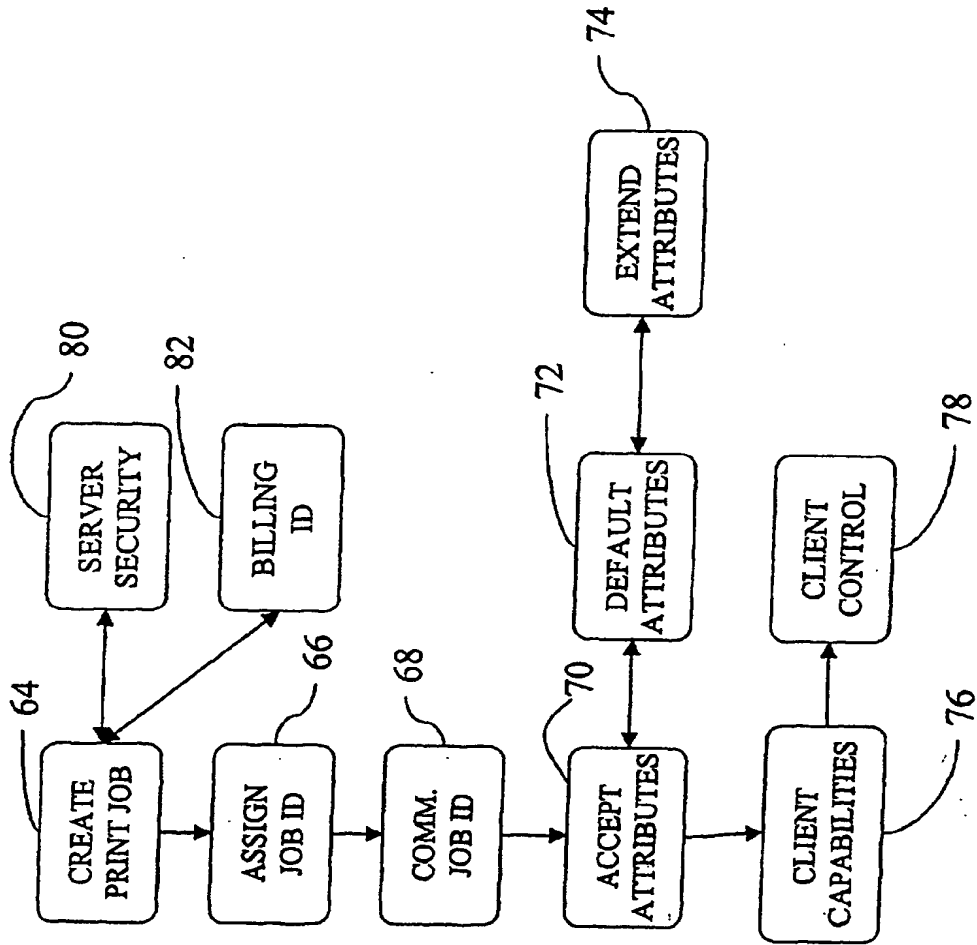 64
CREATE
PRINT JOB
80
SERVER
SECURITY
82
BILLING
ID
66
ASSIGN
JOB ID
68
COMM.
JOB ID
70
ACCEPT
ATTRIBUTES
72
DEFAULT
ATTRIBUTES
74
EXTEND
ATTRIBUTES
76
CLIENT
CAPABILITIES
78
CLIENT
CONTROL